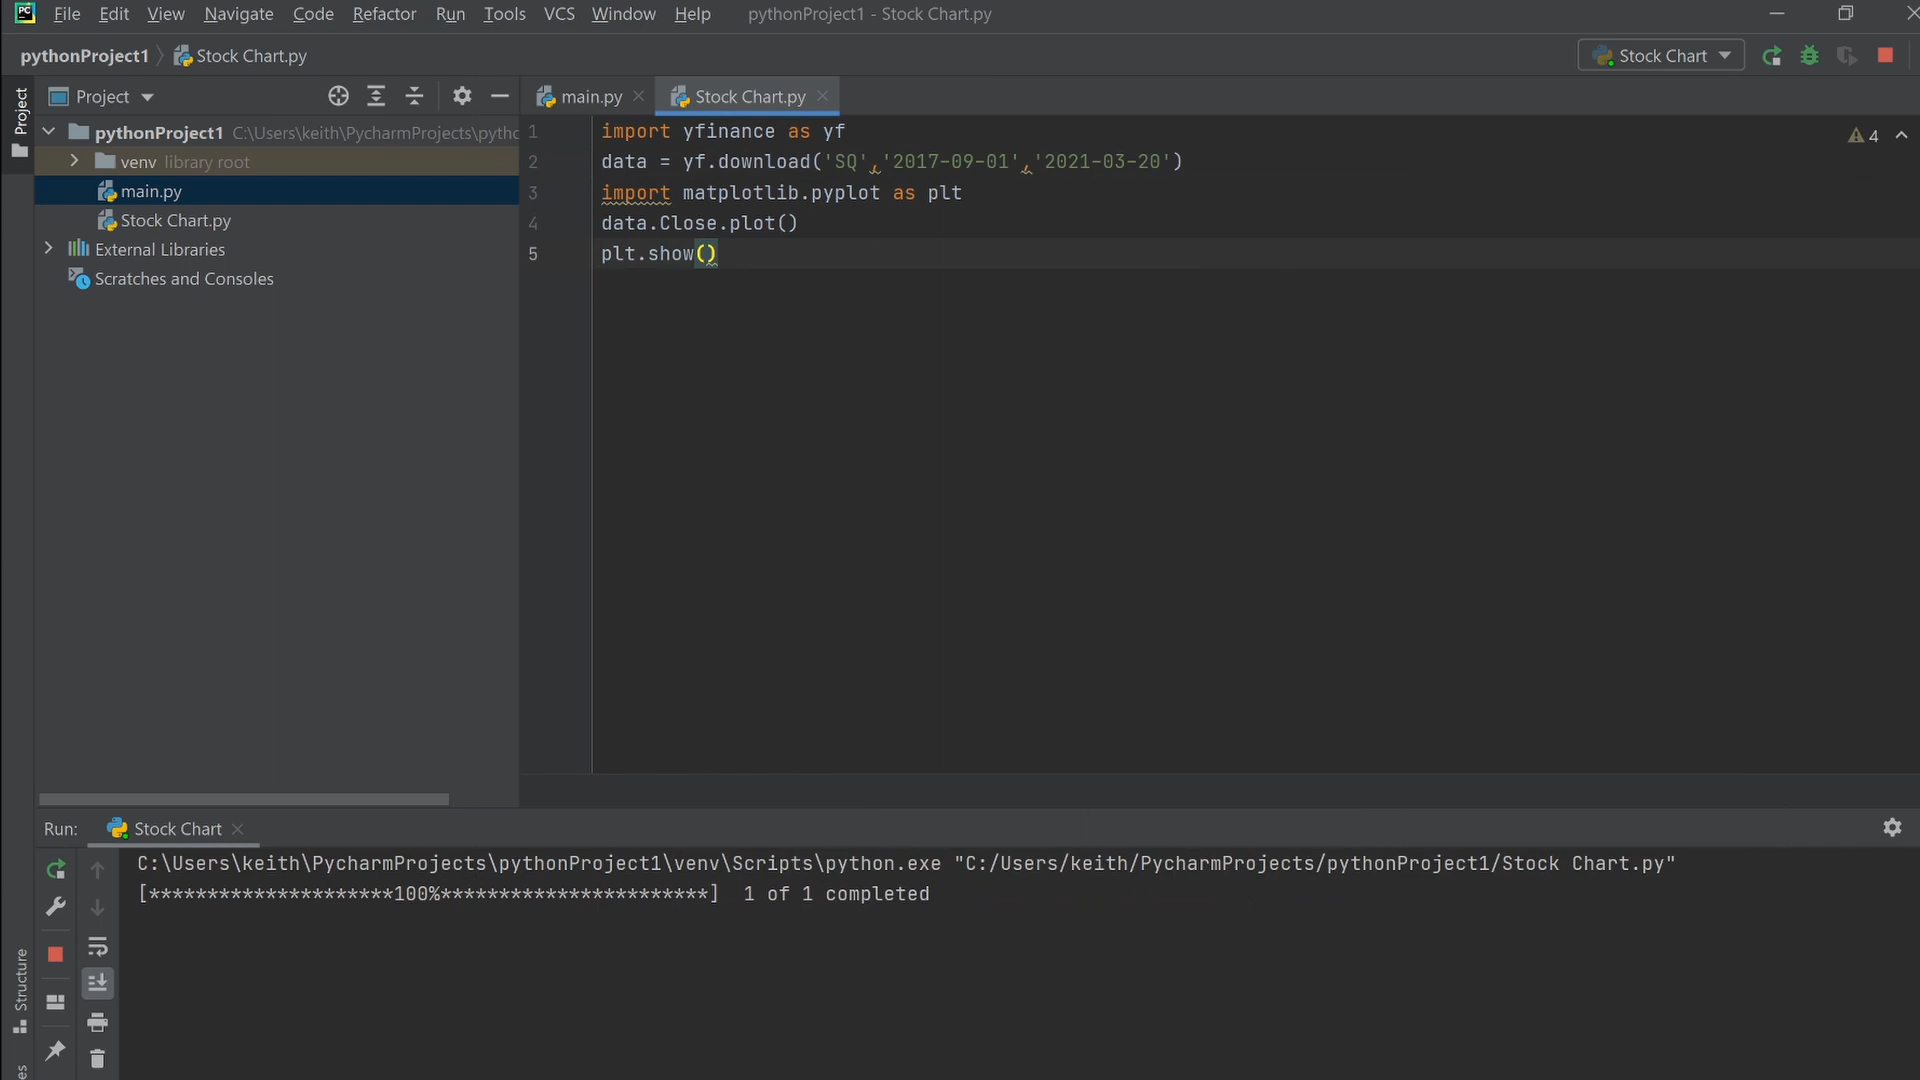 PC File Edit View Navigate Code Refactor Run Tools VCS Window Help pythonProject1 - Stock Chart.py
pythonProject1 Stock Chart.py Stock Chart
Project
Project
main.py Stock Chart.py
pythonProject1 C:\Users\keith\PycharmProjects\pytho
venv library root
main.py
Stock Chart.py
External Libraries
Scratches and Consoles
1 import yfinance as yf
4
2 data = yf.download('SQ','2017-09-01','2021-03-20')
3 import matplotlib.pyplot as plt
4 data.Close.plot()
5 plt.show()
Run: Stock Chart
C:\Users\keith\PycharmProjects\pythonProject1\venv\Scripts\python.exe "C:/Users/keith/PycharmProjects/pythonProject1/Stock Chart.py"
[*********************100%***********************]  1 of 1 completed
Structure